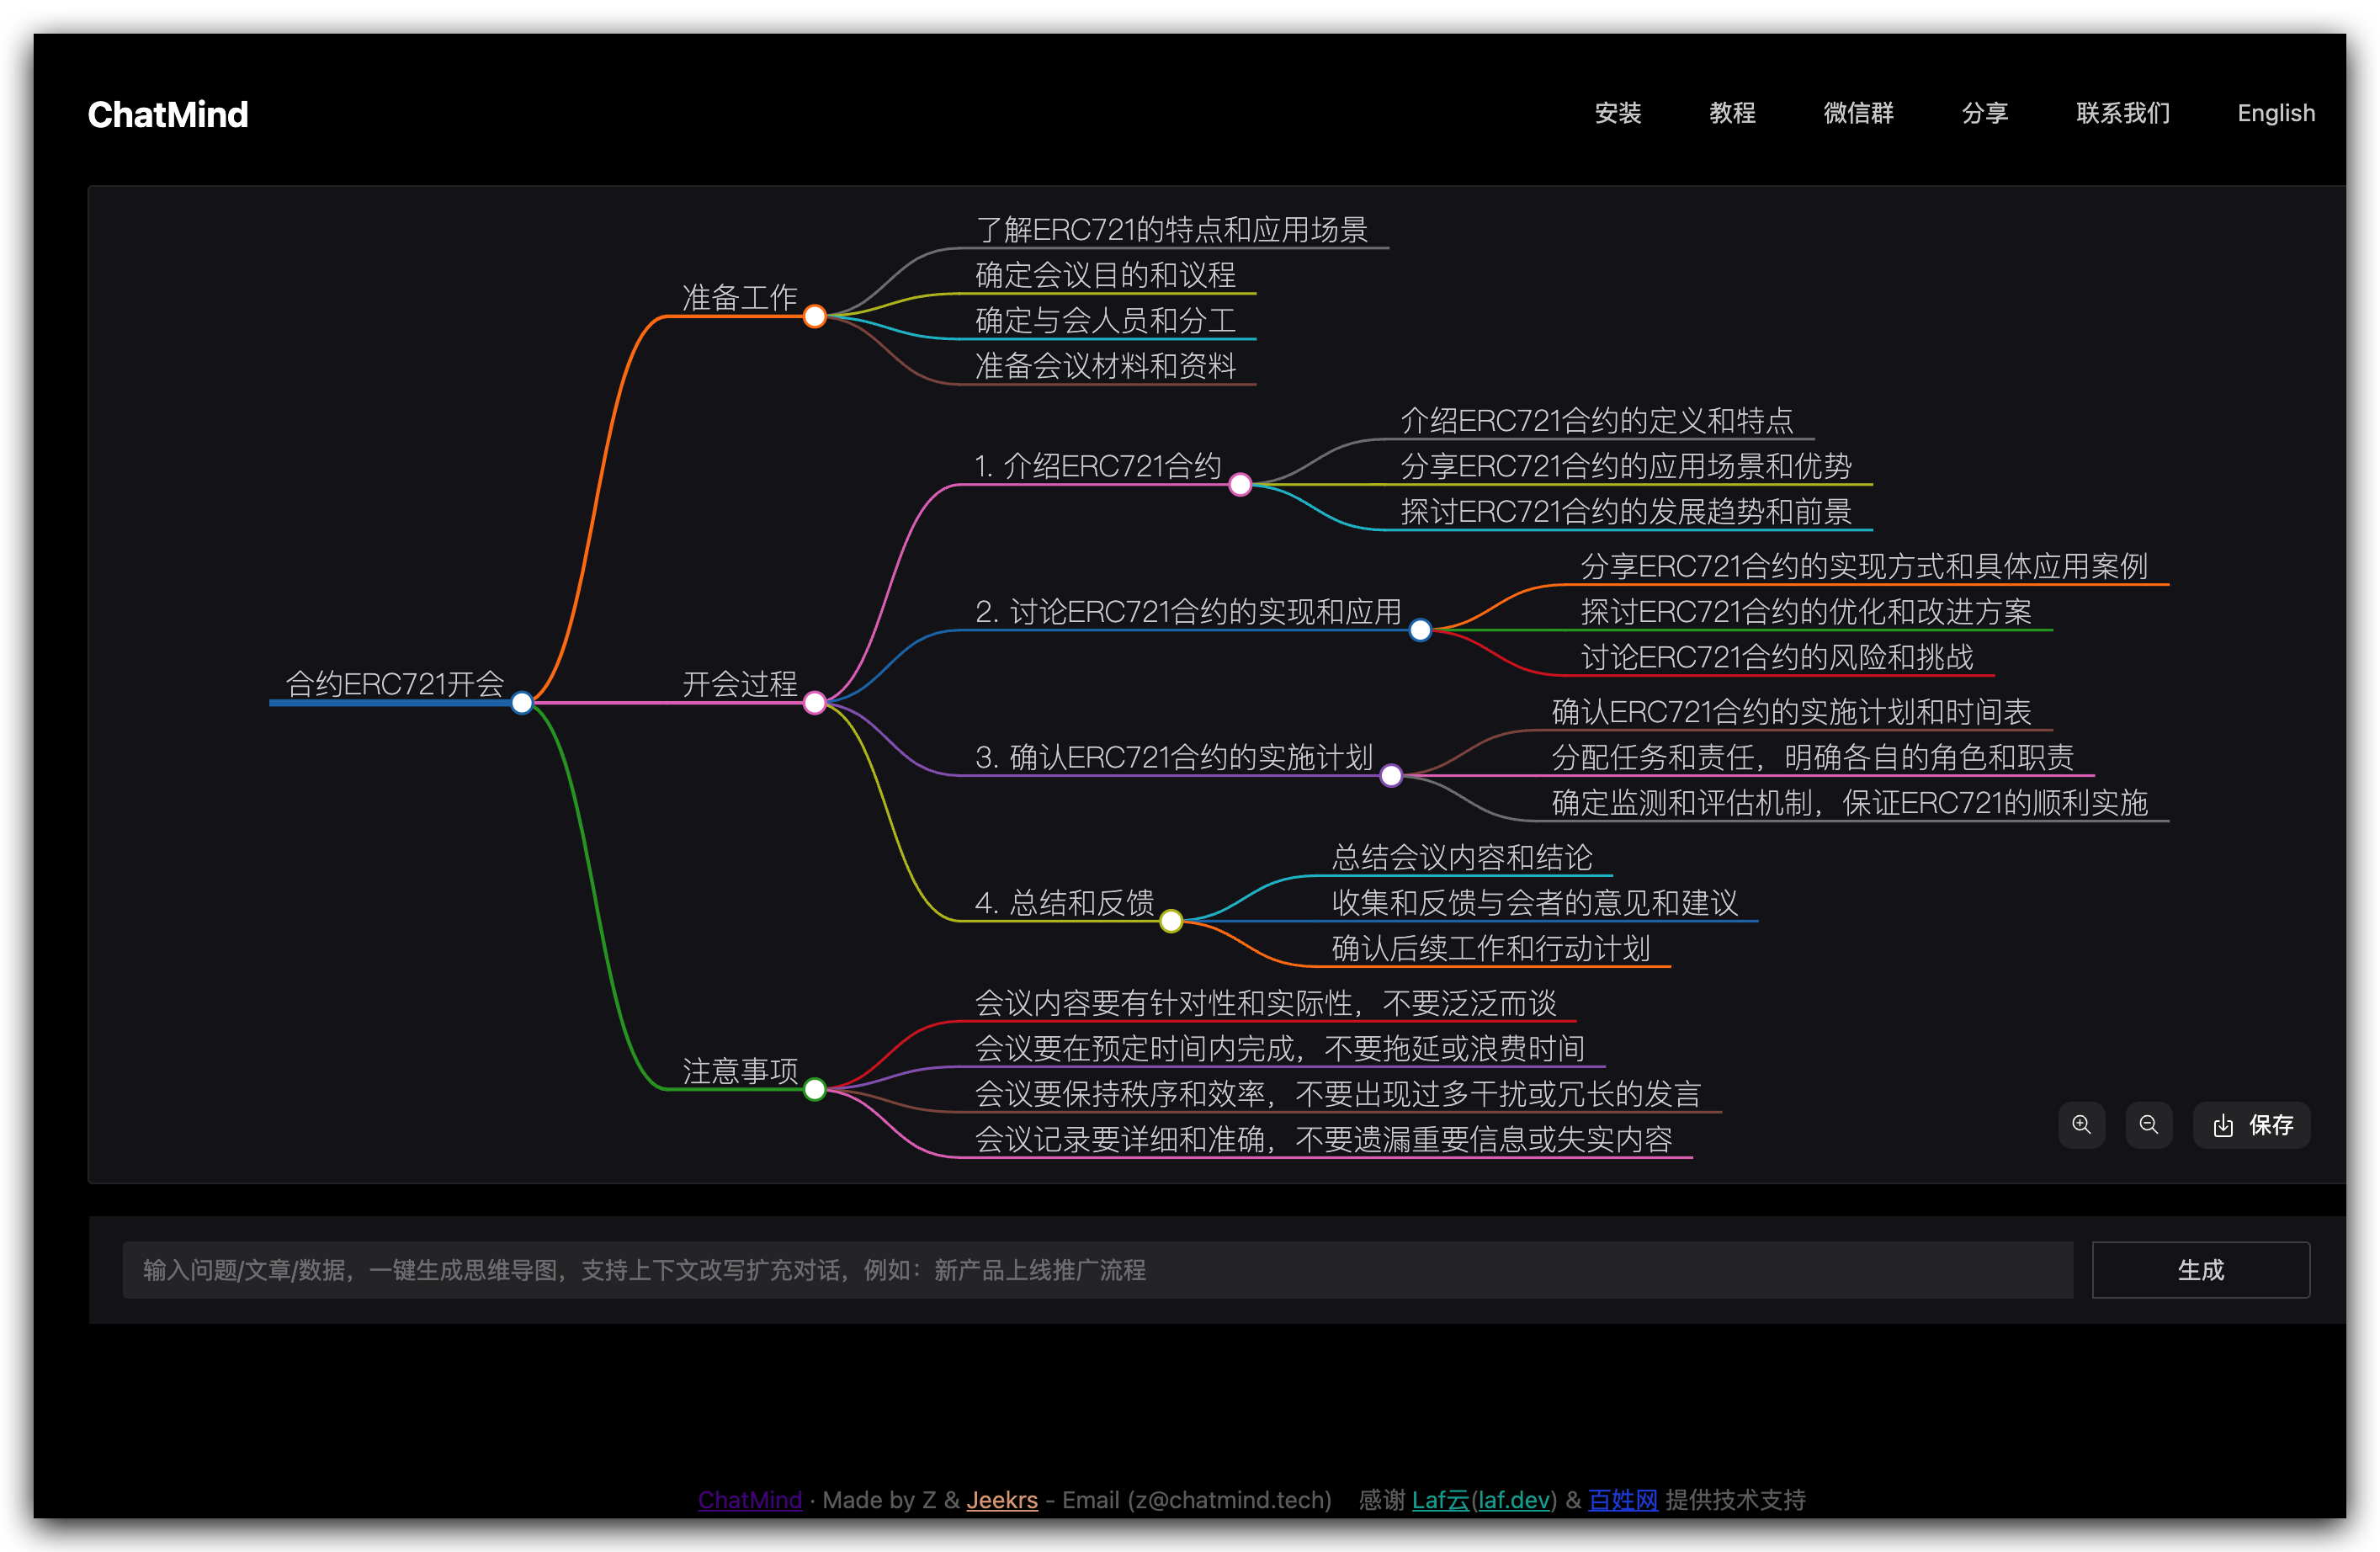 ChatMind
安装 教程 微信群 分享 联系我们 English
了解ERC721的特点和应用场景
确定会议目的和议程
准备工作
确定与会人员和分工
准备会议材料和资料
介绍ERC721合约的定义和特点
1. 介绍ERC721合约
分享ERC721合约的应用场景和优势
探讨ERC721合约的发展趋势和前景
分享ERC721合约的实现方式和具体应用案例
2. 讨论ERC721合约的实现和应用
探讨ERC721合约的优化和改进方案
讨论ERC721合约的风险和挑战
合约ERC721开会
开会过程
确认ERC721合约的实施计划和时间表
3. 确认ERC721合约的实施计划
分配任务和责任，明确各自的角色和职责
确定监测和评估机制，保证ERC721的顺利实施
总结会议内容和结论
4. 总结和反馈
收集和反馈与会者的意见和建议
确认后续工作和行动计划
会议内容要有针对性和实际性，不要泛泛而谈
会议要在预定时间内完成，不要拖延或浪费时间
注意事项
会议要保持秩序和效率，不要出现过多干扰或冗长的发言
会议记录要详细和准确，不要遗漏重要信息或失实内容
保存
输入问题/文章/数据，一键生成思维导图，支持上下文改写扩充对话，例如：新产品上线推广流程
生成
ChatMind · Made by Z & Jeekrs - Email (z@chatmind.tech) 感谢 Laf云(laf.dev) & 百姓网 提供技术支持